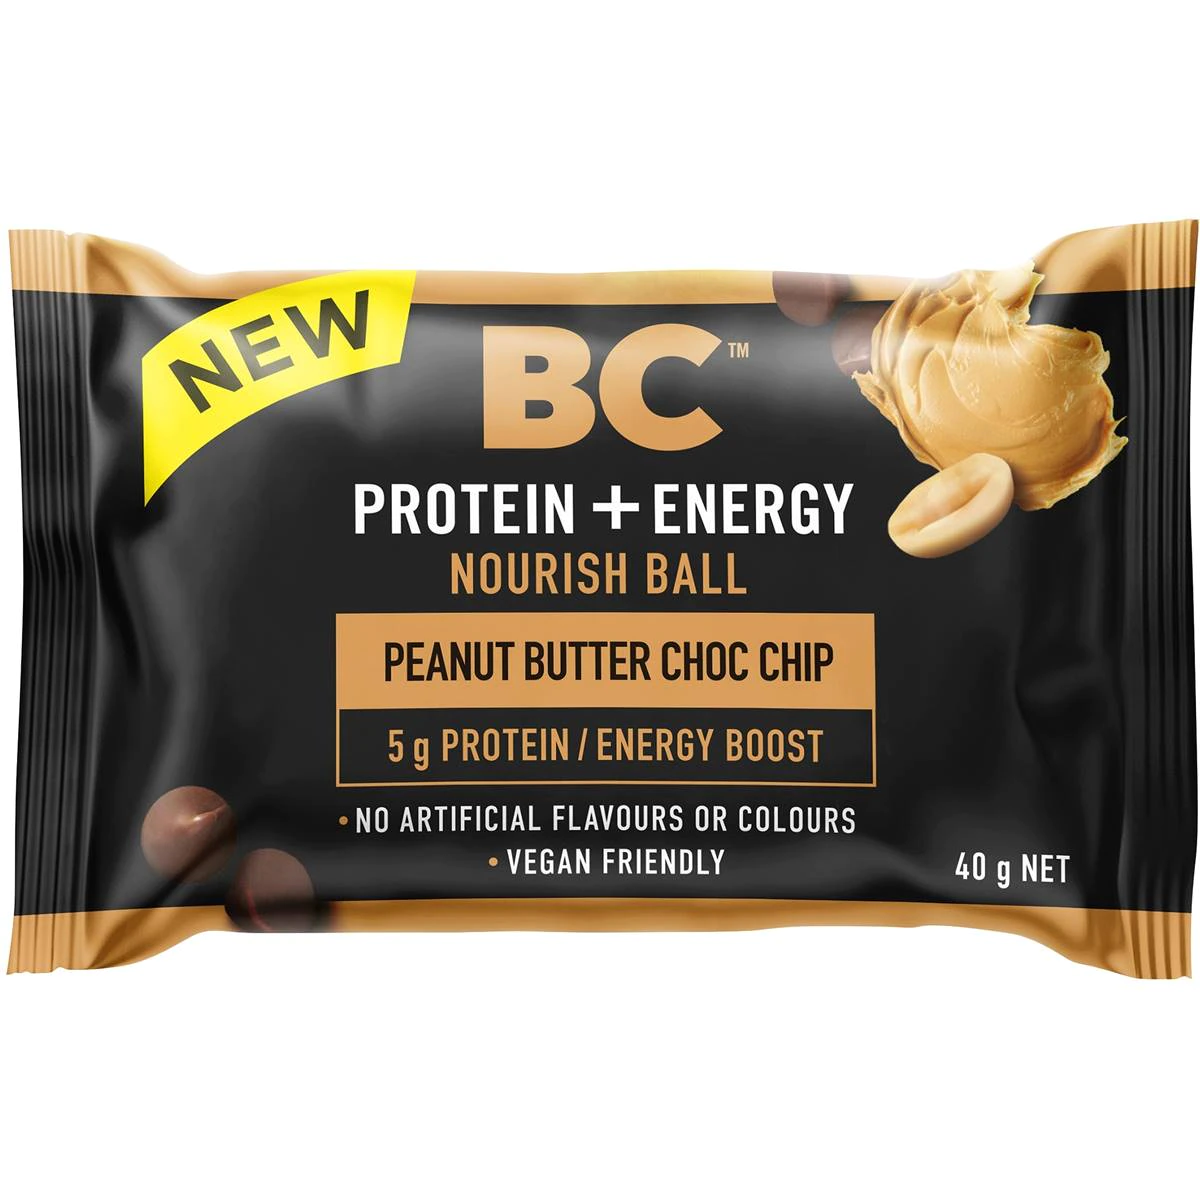 NEW
BC™
PROTEIN + ENERGY
NOURISH BALL
PEANUT BUTTER CHOC CHIP
5 g PROTEIN / ENERGY BOOST
• NO ARTIFICIAL FLAVOURS OR COLOURS
• VEGAN FRIENDLY
40 g NET